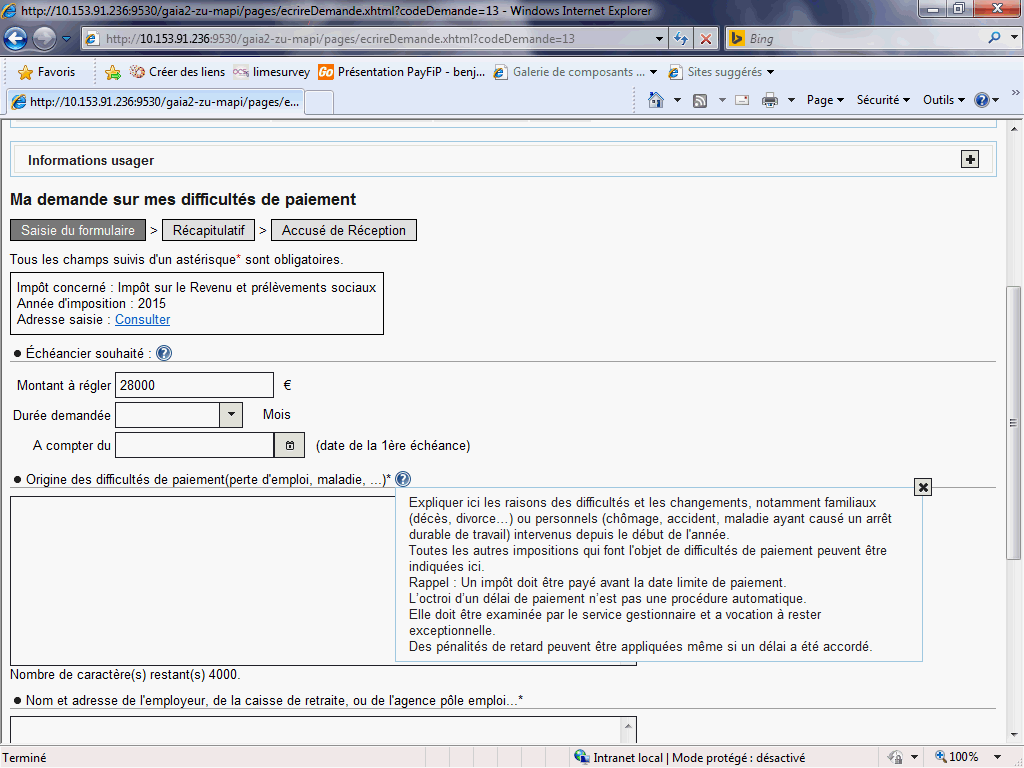 http://10.153.91.236:9530/gaia2-zu-mapi/pages/ecrireDemande.xhtml?codeDemande=13 - Windows Internet Explorer
http://10.153.91.236:9530/gaia2-zu-mapi/pages/ecrireDemande.xhtml?codeDemande=13
Bing
Favoris
Créer des liens
limesurvey
Go Présentation PayFiP - benj...
Galerie de composants ...
Sites suggérés
http://10.153.91.236:9530/gaia2-zu-mapi/pages/e...
Page
Sécurité
Outils
»
Informations usager
Ma demande sur mes difficultés de paiement
Saisie du formulaire > Récapitulatif > Accusé de Réception
Tous les champs suivis d'un astérisque* sont obligatoires.
Impôt concerné : Impôt sur le Revenu et prélèvements sociaux
Année d'imposition : 2015
Adresse saisie : Consulter
● Échéancier souhaité : ?
Montant à régler 28000 €
Durée demandée Mois
A compter du (date de la 1ère échéance)
● Origine des difficultés de paiement(perte d'emploi, maladie, ...)* ?
Expliquer ici les raisons des difficultés et les changements, notamment familiaux
(décès, divorce...) ou personnels (chômage, accident, maladie ayant causé un arrêt
durable de travail) intervenus depuis le début de l'année.
Toutes les autres impositions qui font l'objet de difficultés de paiement peuvent être
indiquées ici.
Rappel : Un impôt doit être payé avant la date limite de paiement.
L'octroi d'un délai de paiement n'est pas une procédure automatique.
Elle doit être examinée par le service gestionnaire et a vocation à rester
exceptionnelle.
Des pénalités de retard peuvent être appliquées même si un délai a été accordé.
Nombre de caractère(s) restant(s) 4000.
● Nom et adresse de l'employeur, de la caisse de retraite, ou de l'agence pôle emploi...*
Terminé
Intranet local | Mode protégé : désactivé
100%